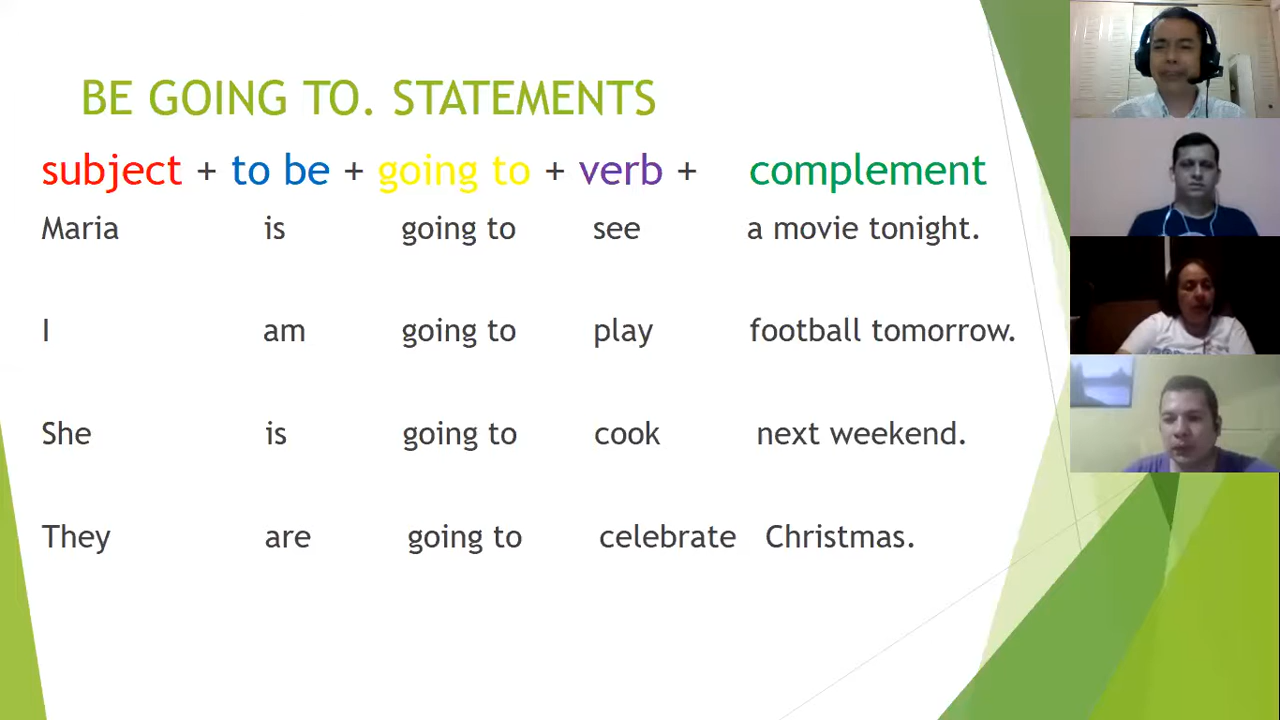 BE GOING TO. STATEMENTS
subject + to be + going to + verb + complement
Maria is going to see a movie tonight.
I am going to play football tomorrow.
She is going to cook next weekend.
They are going to celebrate Christmas.